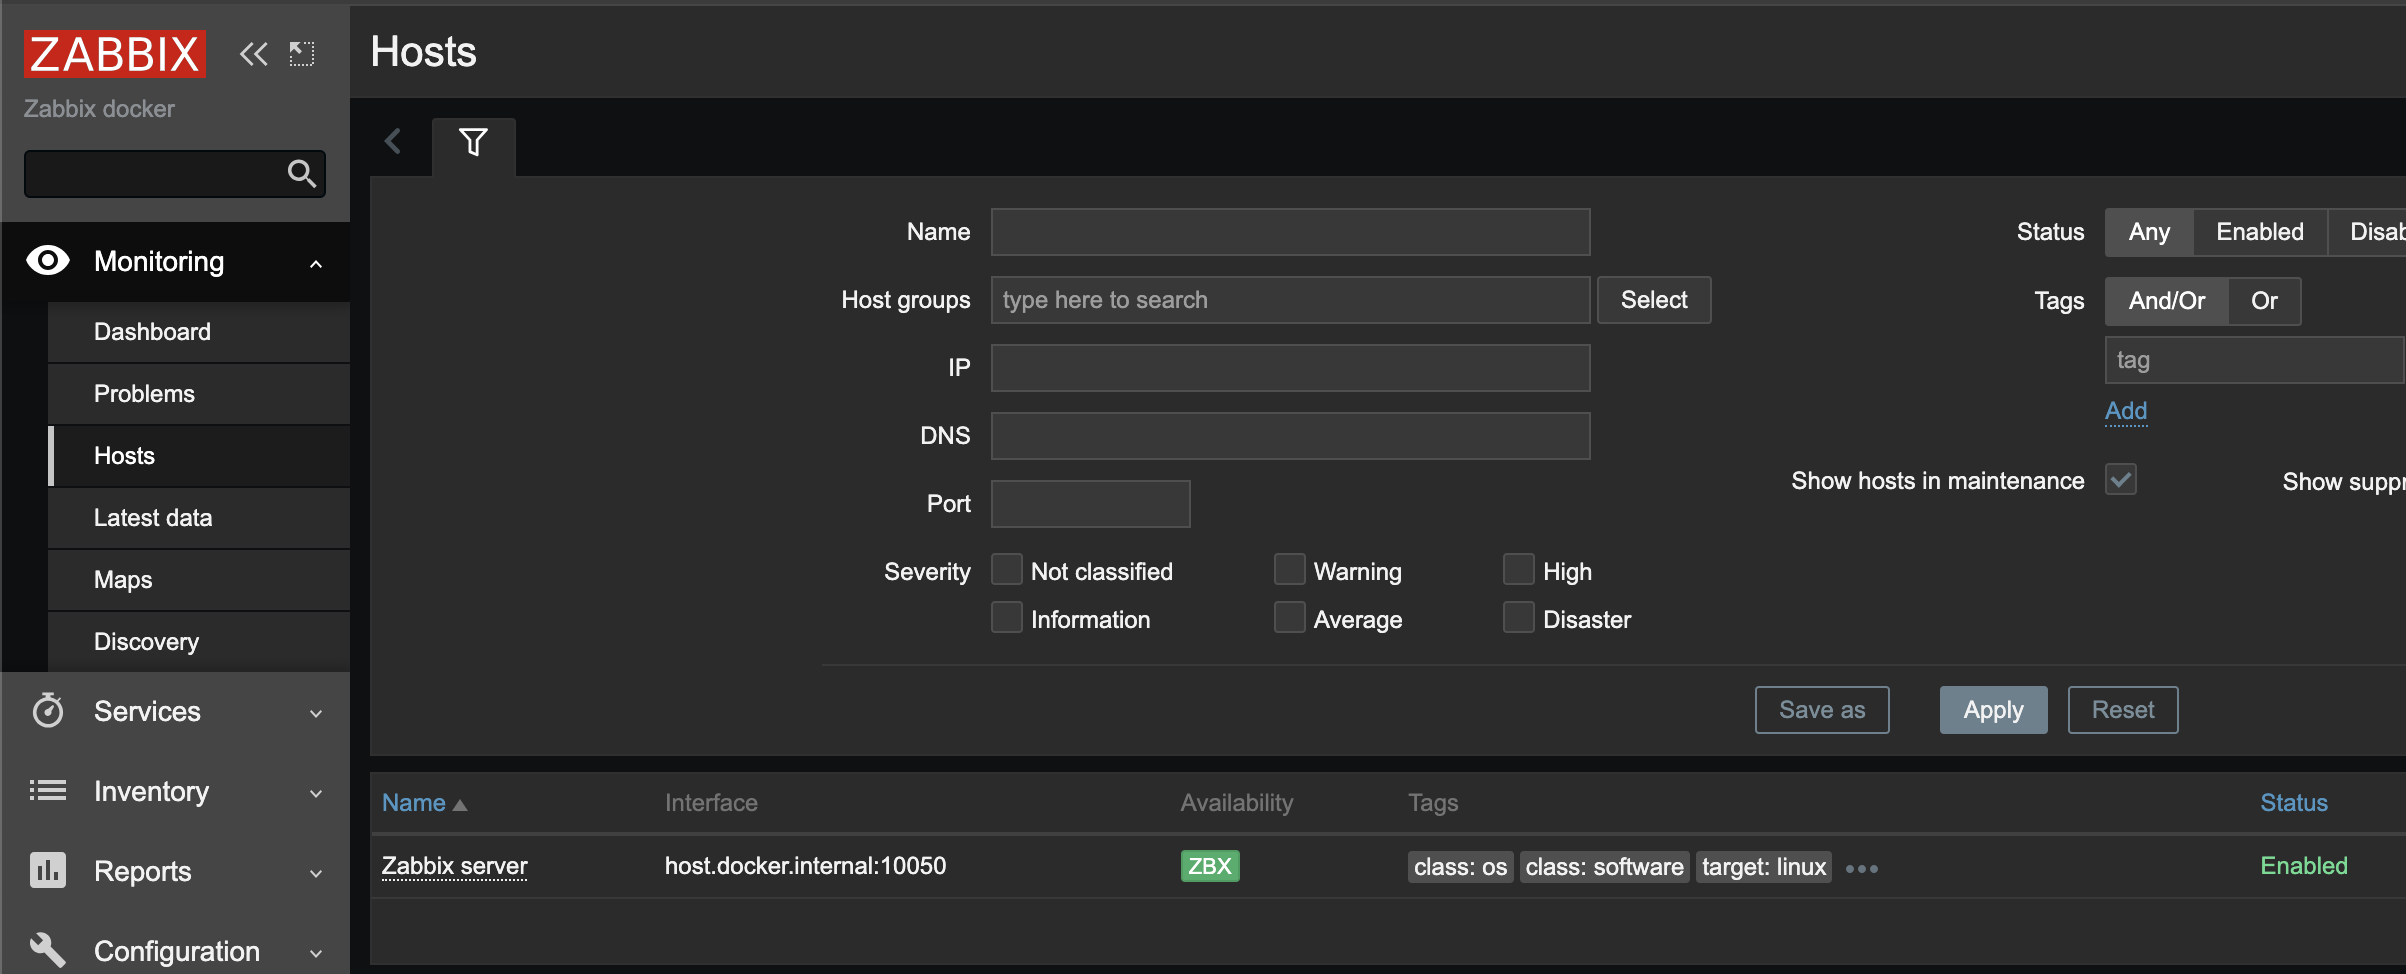 ZABBIX
Zabbix docker
Monitoring
Dashboard
Problems
Hosts
Latest data
Maps
Discovery
Services
Inventory
Reports
Configuration
Hosts
Name
Host groups type here to search Select
IP
DNS
Port
Severity Not classified Warning High
Information Average Disaster
Status Any Enabled Disab
Tags And/Or Or
tag
Add
Show hosts in maintenance Show suppr
Save as Apply Reset
Name Interface Availability Tags Status
Zabbix server host.docker.internal:10050 ZBX class: os class: software target: linux ••• Enabled